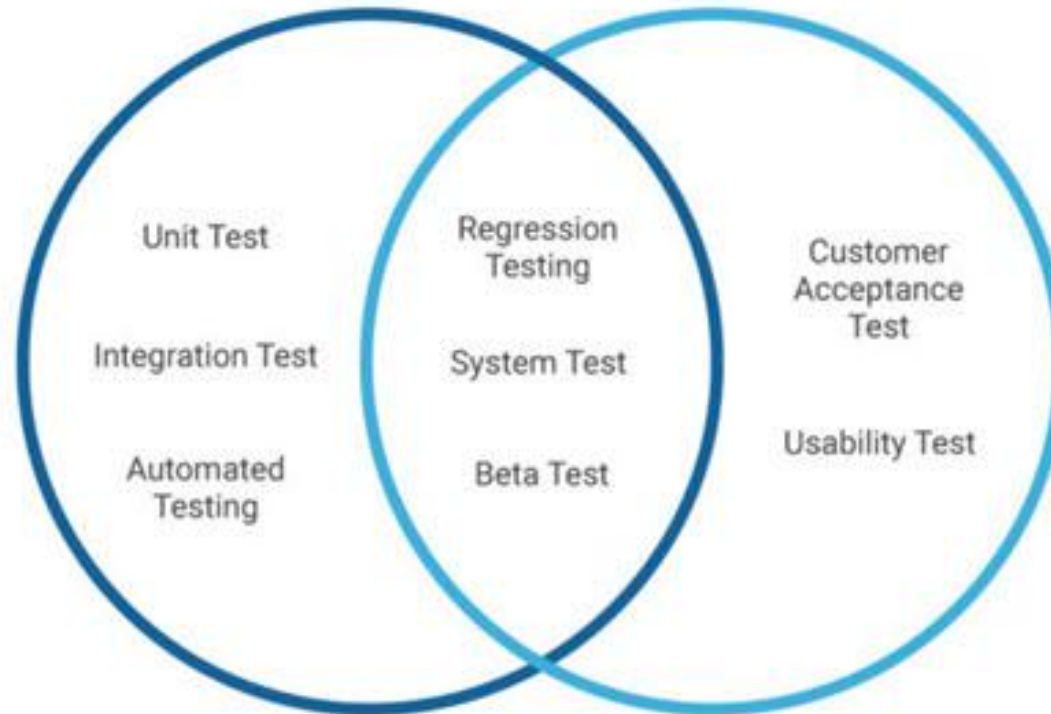 Unit Test
Integration Test
Automated
Testing
Regression
Testing
System Test
Beta Test
Customer
Acceptance
Test
Usability Test